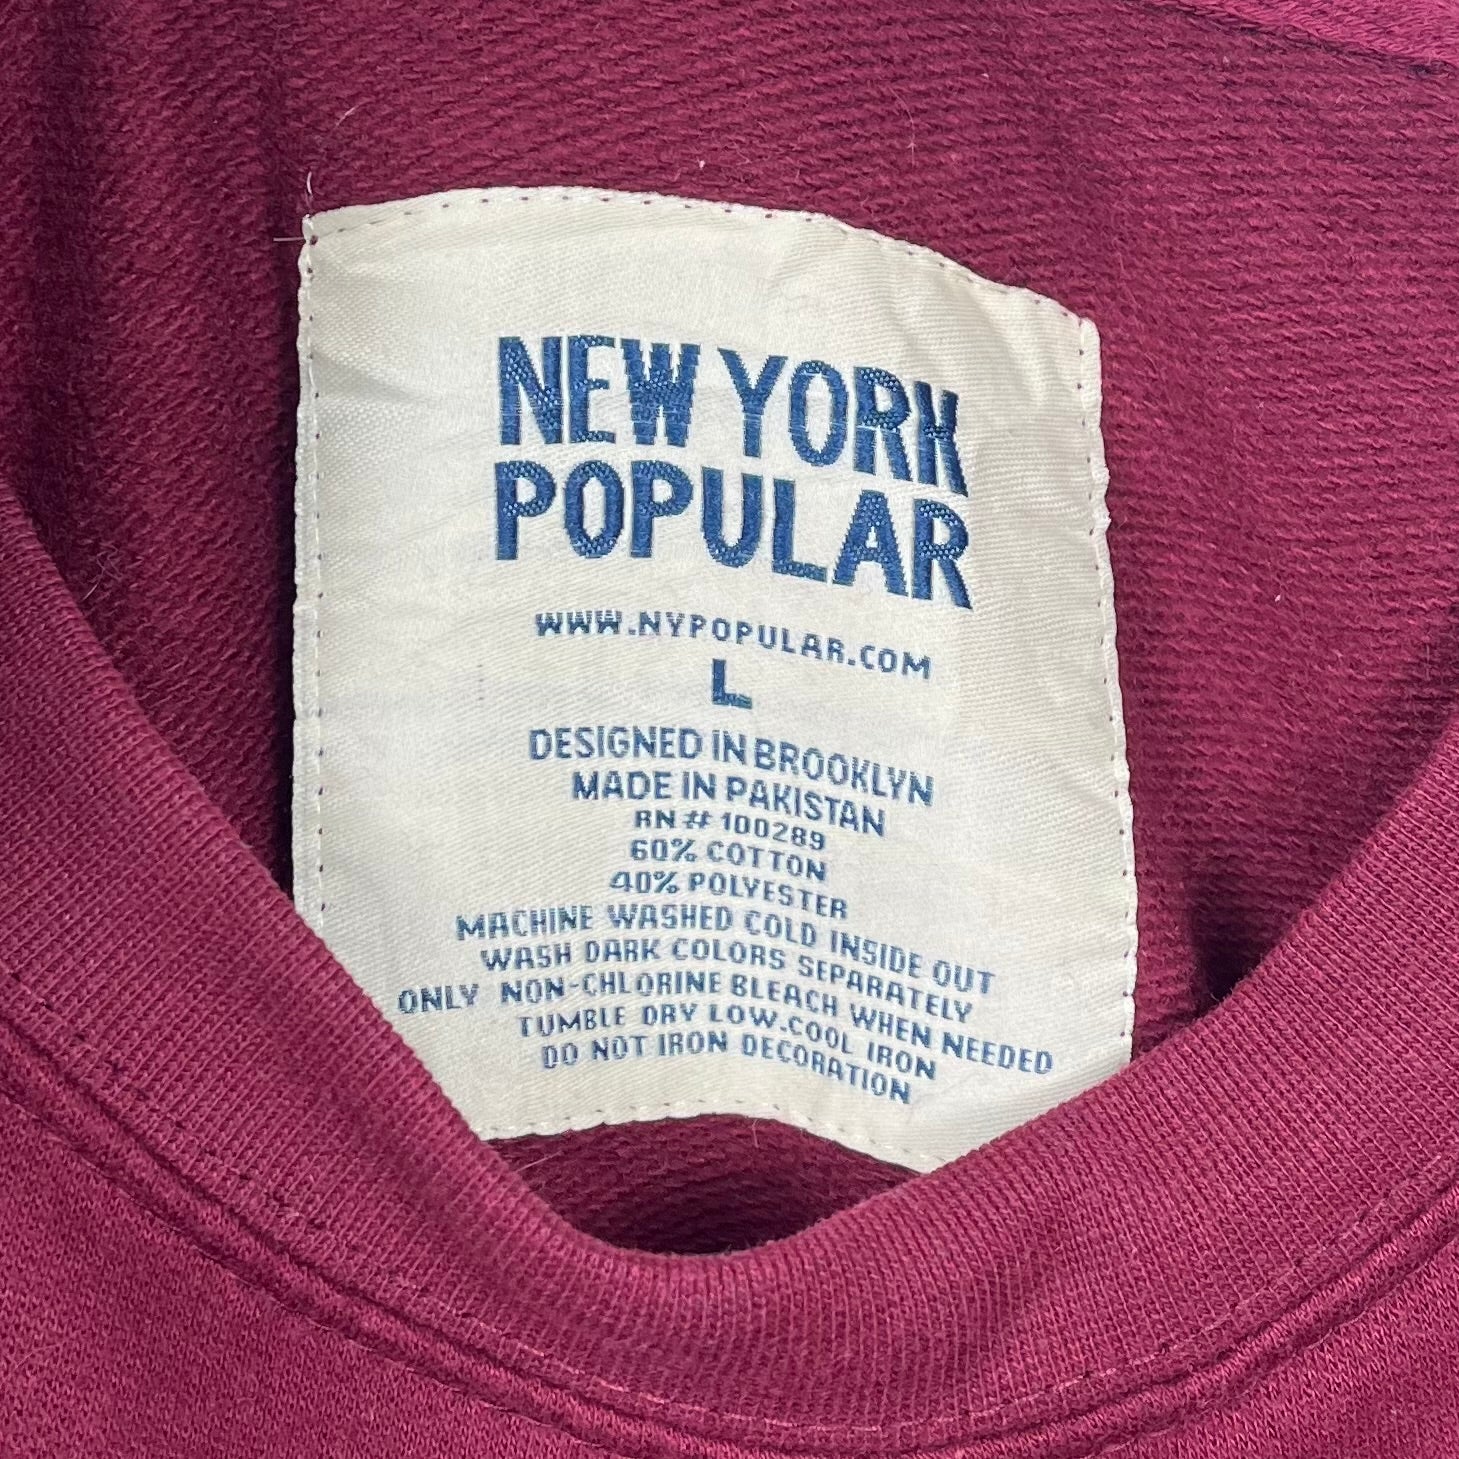 NEW YORK
POPULAR
WWW.NYPOPULAR.COM
L
DESIGNED IN BROOKLYN
MADE IN PAKISTAN
RN # 100289
60% COTTON
40% POLYESTER
MACHINE WASHED COLD INSIDE OUT
WASH DARK COLORS SEPARATELY
ONLY NON-CHLORINE BLEACH WHEN NEEDED
TUMBLE DRY LOW.COOL IRON
DO NOT IRON DECORATION